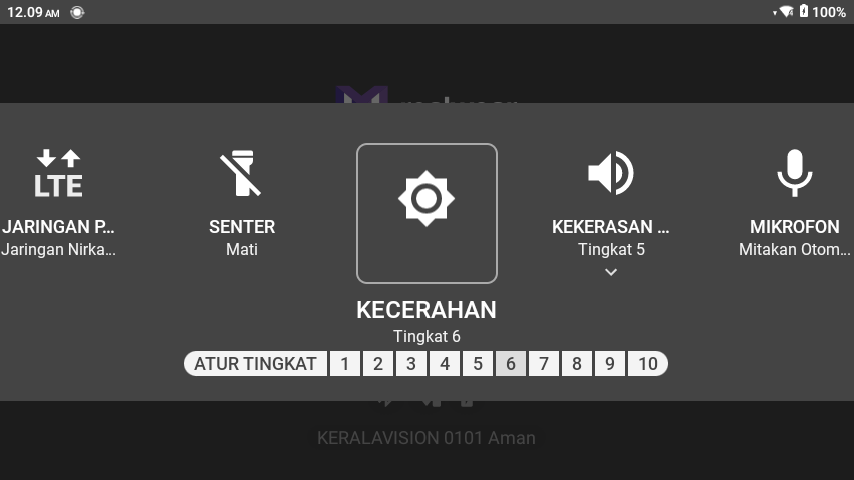 12.09 AM
100%
LTE
JARINGAN P...
Jaringan Nirka...
SENTER
Mati
KEKERASAN ...
Tingkat 5
MIKROFON
Mitakan Otom...
KECERAHAN
Tingkat 6
ATUR TINGKAT 1 2 3 4 5 6 7 8 9 10
KERALAVISION 0101 Aman